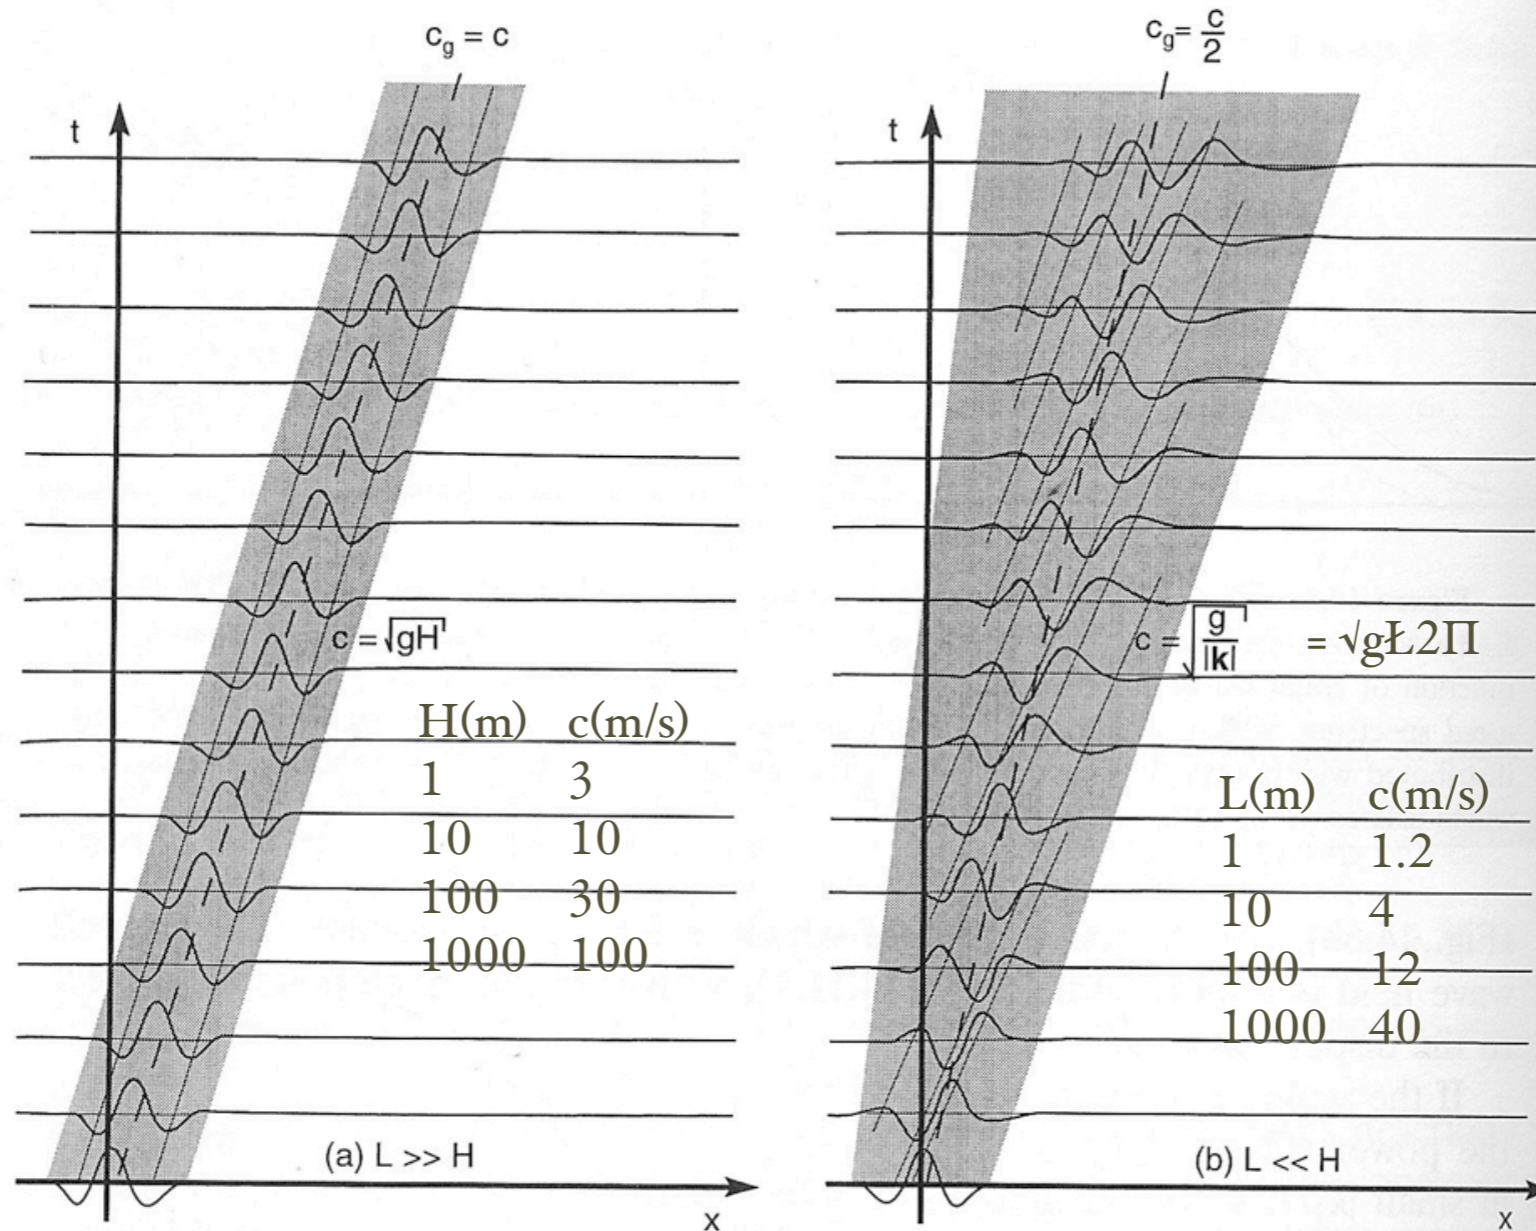 c_g = c
t
c = √gH
H(m) c(m/s)
1 3
10 10
100 30
1000 100
(a) L >> H
x
c_g = c/2
t
c = √g/|k| = √gŁ2Π
L(m) c(m/s)
1 1.2
10 4
100 12
1000 40
(b) L << H
x